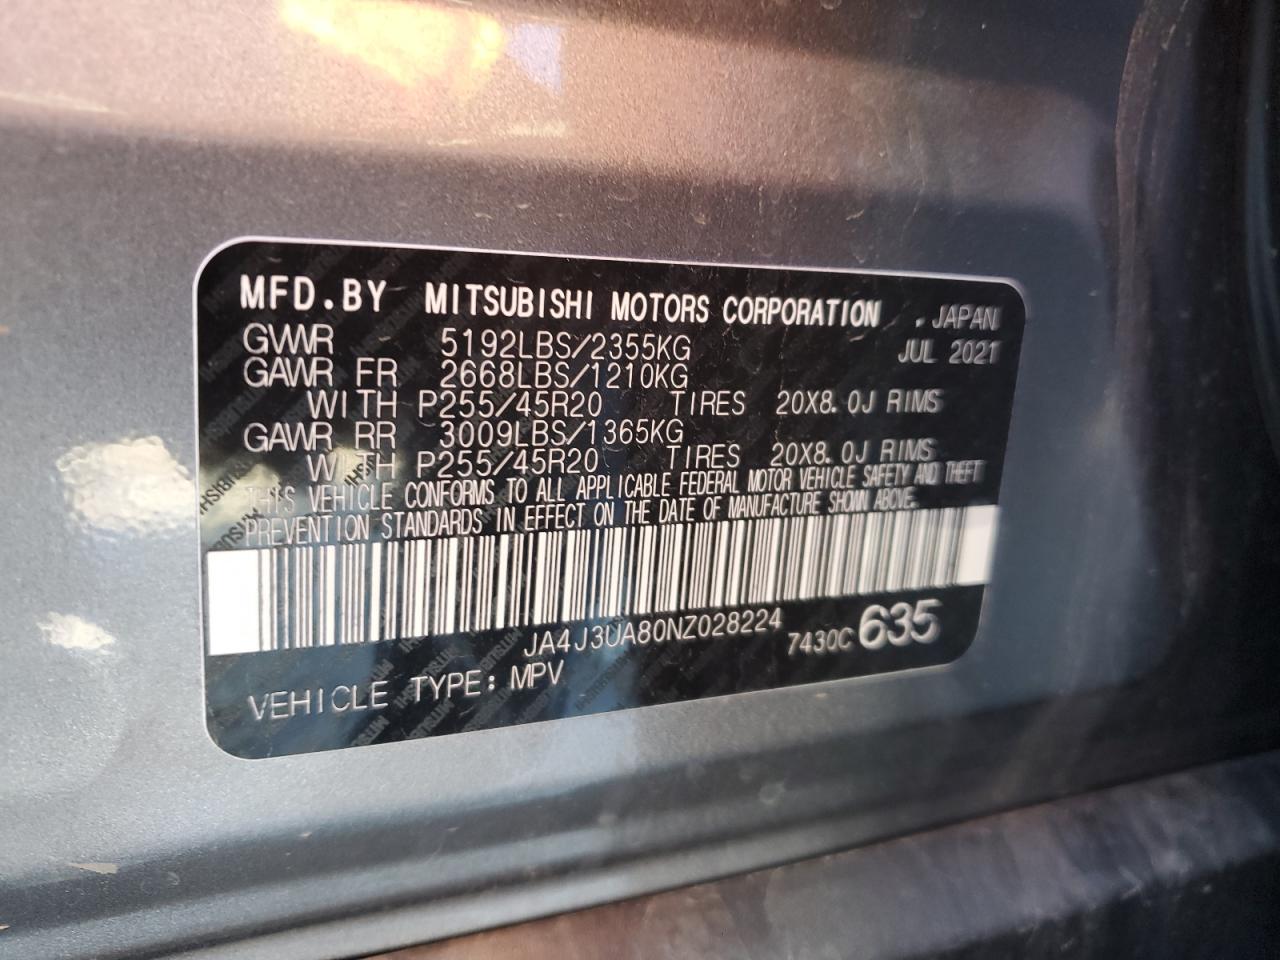 MFD.BY MITSUBISHI MOTORS CORPORATION . JAPAN
GVWR 5192LBS/2355KG JUL 2021
GAWR FR 2668LBS/1210KG
WITH P255/45R20 TIRES 20X8.0J RIMS
GAWR RR 3009LBS/1365KG
WITH P255/45R20 TIRES 20X8.0J RIMS
THIS VEHICLE CONFORMS TO ALL APPLICABLE FEDERAL MOTOR VEHICLE SAFETY AND THEFT
PREVENTION STANDARDS IN EFFECT ON THE DATE OF MANUFACTURE SHOWN ABOVE.
JA4J3UA80NZ028224 7430C 635
VEHICLE TYPE: MPV